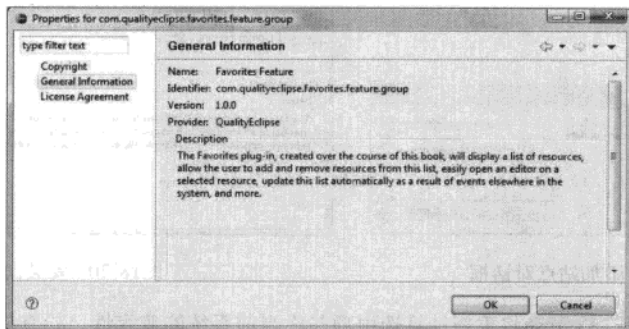 Properties for com.qualityeclipse.favorites.feature.group
type filter text
Copyright
General Information
License Agreement
General Information
Name: Favorites Feature
Identifier: com.qualityeclipse.favorites.feature.group
Version: 1.0.0
Provider: QualityEclipse
Description
The Favorites plug-in, created over the course of this book, will display a list of resources,
allow the user to add and remove resources from this list, easily open an editor on a
selected resource, update this list automatically as a result of events elsewhere in the
system, and more.
OK
Cancel